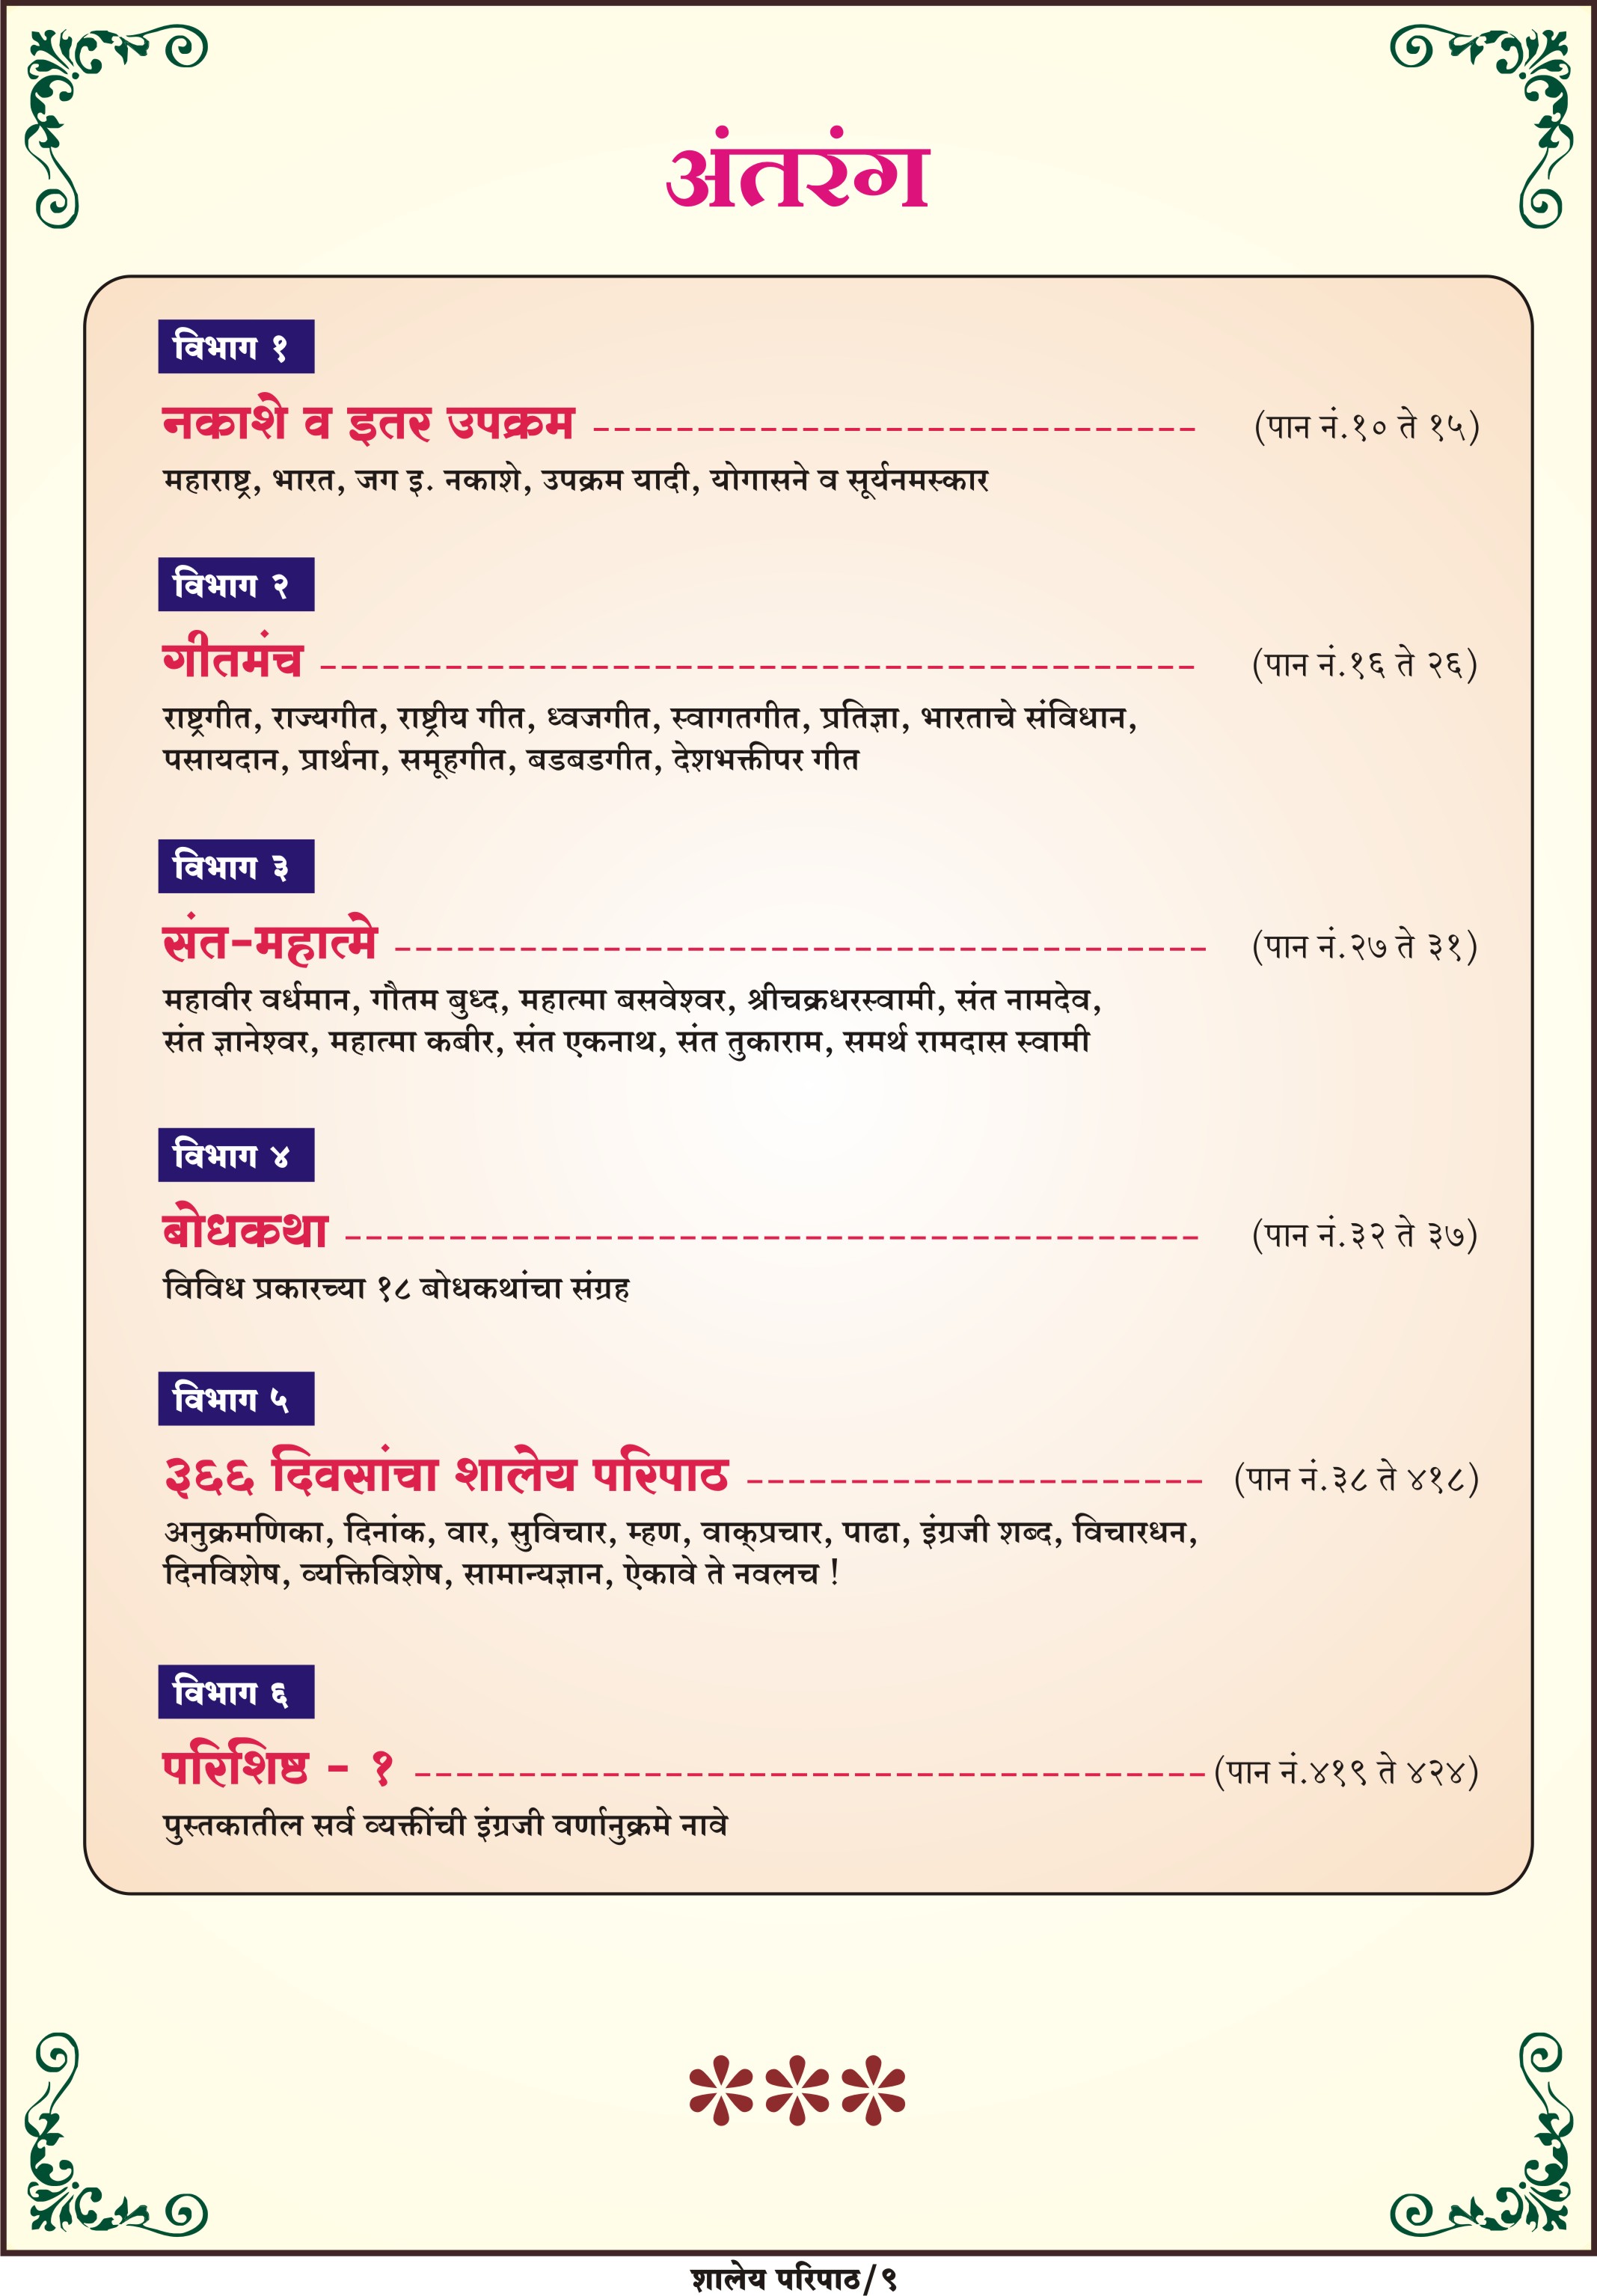 अंतरंग
विभाग १
नकाशे व इतर उपक्रम ----------------------------- (पान नं.१० ते १५)
महाराष्ट्र, भारत, जग इ. नकाशे, उपक्रम यादी, योगासने व सूर्यनमस्कार
विभाग २
गीतमंच ------------------------------------------ (पान नं.१६ ते २६)
राष्ट्रगीत, राज्यगीत, राष्ट्रीय गीत, ध्वजगीत, स्वागतगीत, प्रतिज्ञा, भारताचे संविधान,
पसायदान, प्रार्थना, समूहगीत, बडबडगीत, देशभक्तीपर गीत
विभाग ३
संत-महात्मे --------------------------------------- (पान नं.२७ ते ३१)
महावीर वर्धमान, गौतम बुध्द, महात्मा बसवेश्वर, श्रीचक्रधरस्वामी, संत नामदेव,
संत ज्ञानेश्वर, महात्मा कबीर, संत एकनाथ, संत तुकाराम, समर्थ रामदास स्वामी
विभाग ४
बोधकथा ----------------------------------------- (पान नं.३२ ते ३७)
विविध प्रकारच्या १८ बोधकथांचा संग्रह
विभाग ५
३६६ दिवसांचा शालेय परिपाठ ---------------------- (पान नं.३८ ते ४१८)
अनुक्रमणिका, दिनांक, वार, सुविचार, म्हण, वाक्‌प्रचार, पाढा, इंग्रजी शब्द, विचारधन,
दिनविशेष, व्यक्तिविशेष, सामान्यज्ञान, ऐकावे ते नवलच !
विभाग ६
परिशिष्ठ - १ -------------------------------------- (पान नं.४१९ ते ४२४)
पुस्तकातील सर्व व्यक्तींची इंग्रजी वर्णानुक्रमे नावे
***
शालेय परिपाठ/९